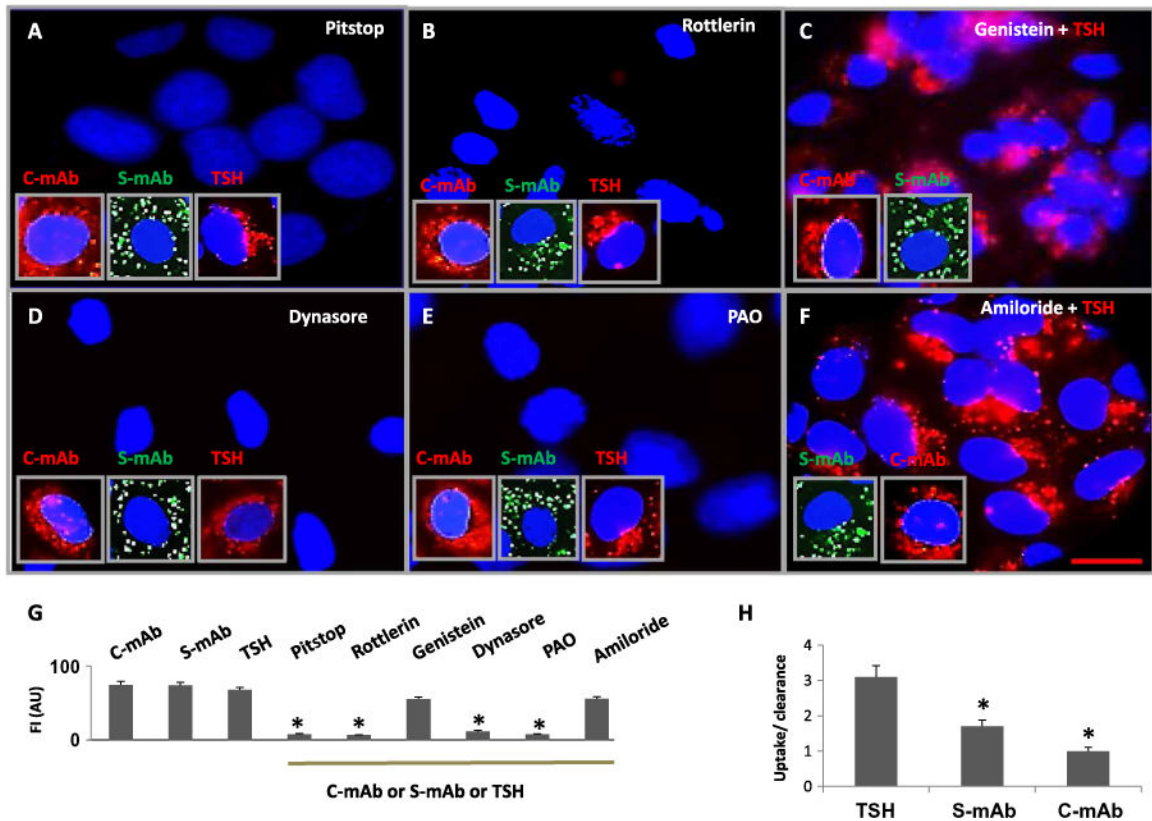 A Pitstop
C-mAb S-mAb TSH
B Rottlerin
C-mAb S-mAb TSH
C Genistein + TSH
C-mAb S-mAb
D Dynasore
C-mAb S-mAb TSH
E PAO
C-mAb S-mAb TSH
F Amiloride + TSH
S-mAb C-mAb
G
C-mAb S-mAb TSH Pitstop Rottlerin Genistein Dynasore PAO Amiloride
FI (AU)
100
0
* * * *
C-mAb or S-mAb or TSH
H
Uptake/ clearance
4
3
2
1
0
* *
TSH S-mAb C-mAb